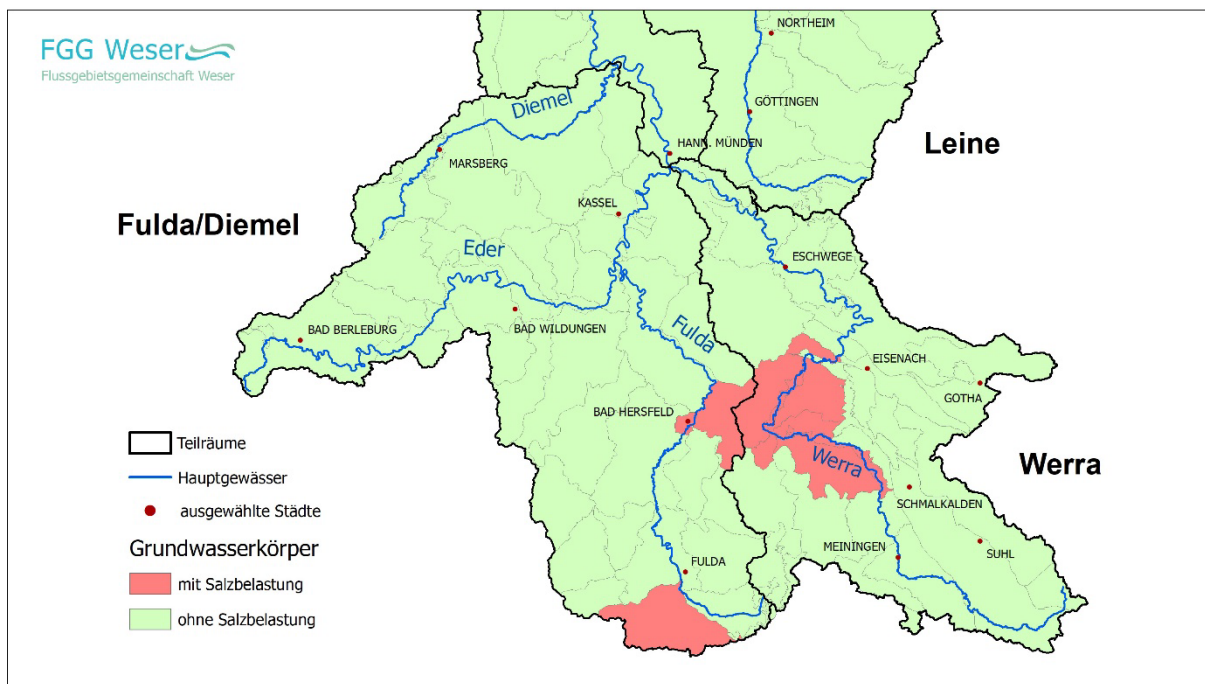 FGG Weser
Flussgebietsgemeinschaft Weser
NORTHEIM
Diemel
GÖTTINGEN
Leine
MARSBERG
HANN. MÜNDEN
KASSEL
Fulda/Diemel
Eder
ESCHWEGE
BAD BERLEBURG
BAD WILDUNGEN
Fulda
EISENACH
GOTHA
BAD HERSFELD
Teilräume
Werra
Werra
Hauptgewässer
SCHMALKALDEN
ausgewählte Städte
SUHL
Grundwasserkörper
MEININGEN
FULDA
mit Salzbelastung
ohne Salzbelastung